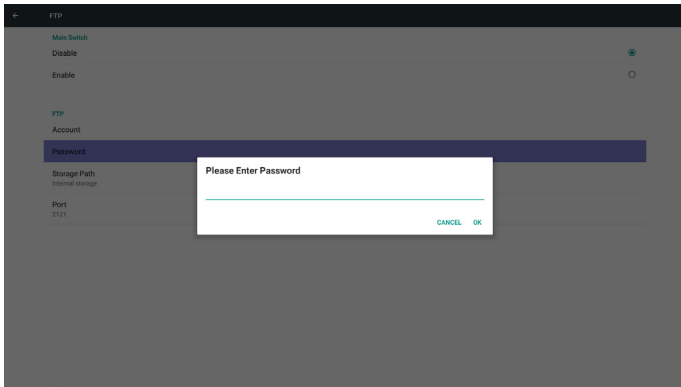 FTP
Main Switch
Disable
Enable
FTP
Account
Password
Storage Path
Internal storage
Port
2121
Please Enter Password
CANCEL OK